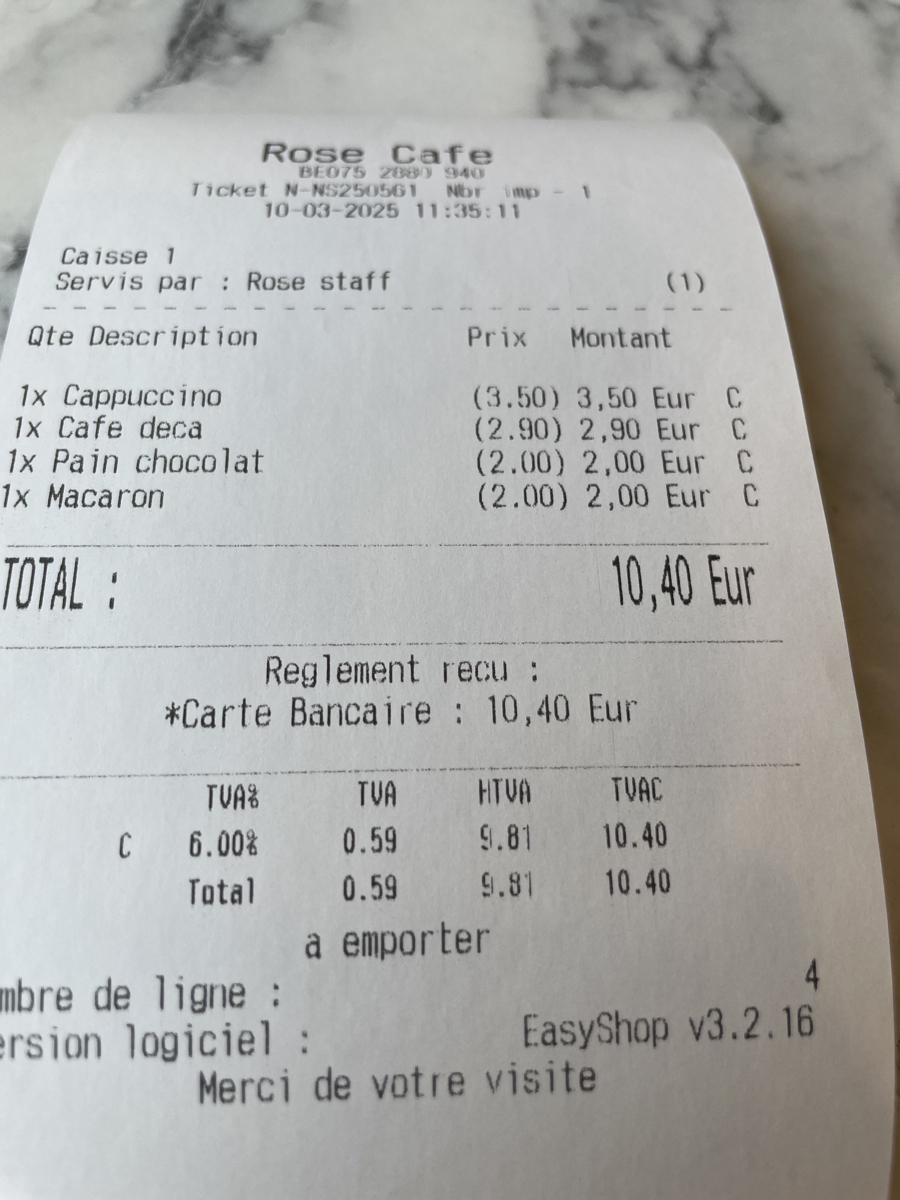 Rose Cafe
BE075 2880 940
Ticket N-NS250561 Nbr imp - 1
10-03-2025 11:35:11
Caisse 1
Servis par : Rose staff (1)
Qte Description Prix Montant
1x Cappuccino (3.50) 3,50 Eur C
1x Cafe deca (2.90) 2,90 Eur C
1x Pain chocolat (2.00) 2,00 Eur C
1x Macaron (2.00) 2,00 Eur C
TOTAL : 10,40 Eur
Reglement recu :
*Carte Bancaire : 10,40 Eur
TVA% TVA HTVA TVAC
C 6.00% 0.59 9.81 10.40
Total 0.59 9.81 10.40
a emporter
mbre de ligne : 4
ersion logiciel : EasyShop v3.2.16
Merci de votre visite